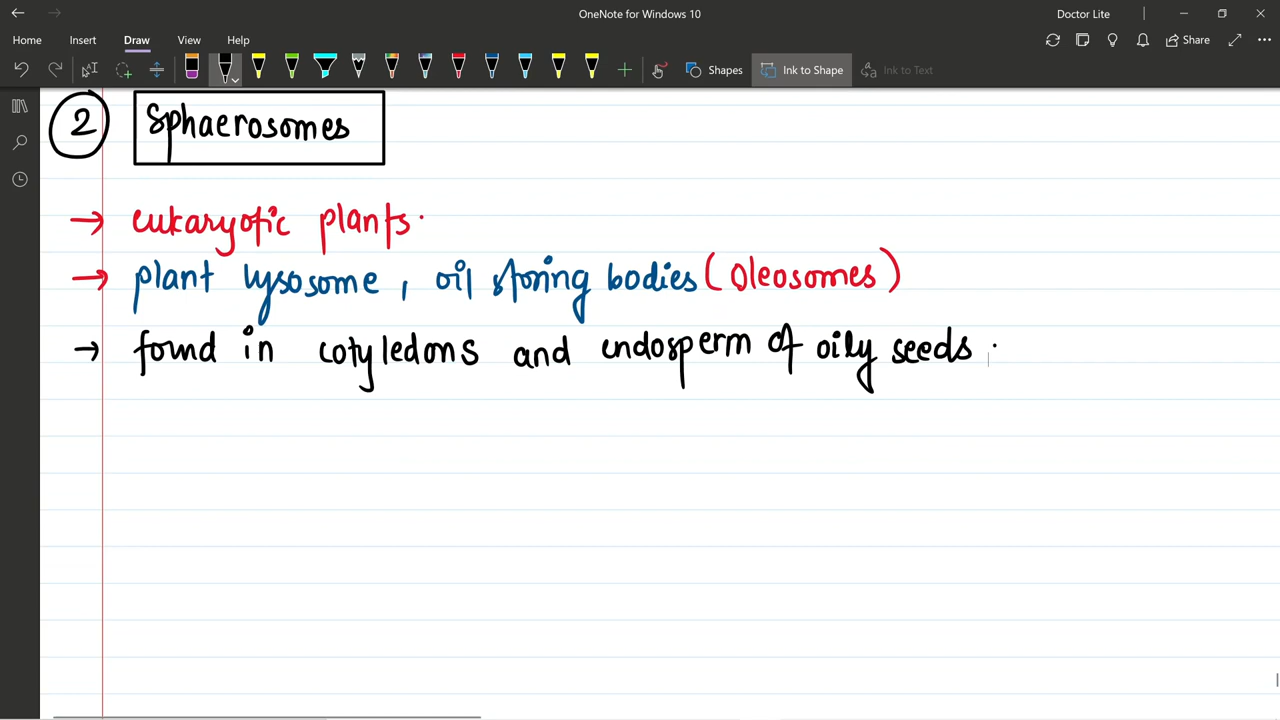 OneNote for Windows 10
Doctor Lite
Home Insert Draw View Help
Share
Shapes
Ink to Shape
Ink to Text
2 Sphaerosomes
→ eukaryotic plants.
→ plant lysosome, oil storing bodies (Oleosomes)
→ found in cotyledons and endosperm of oily seeds.